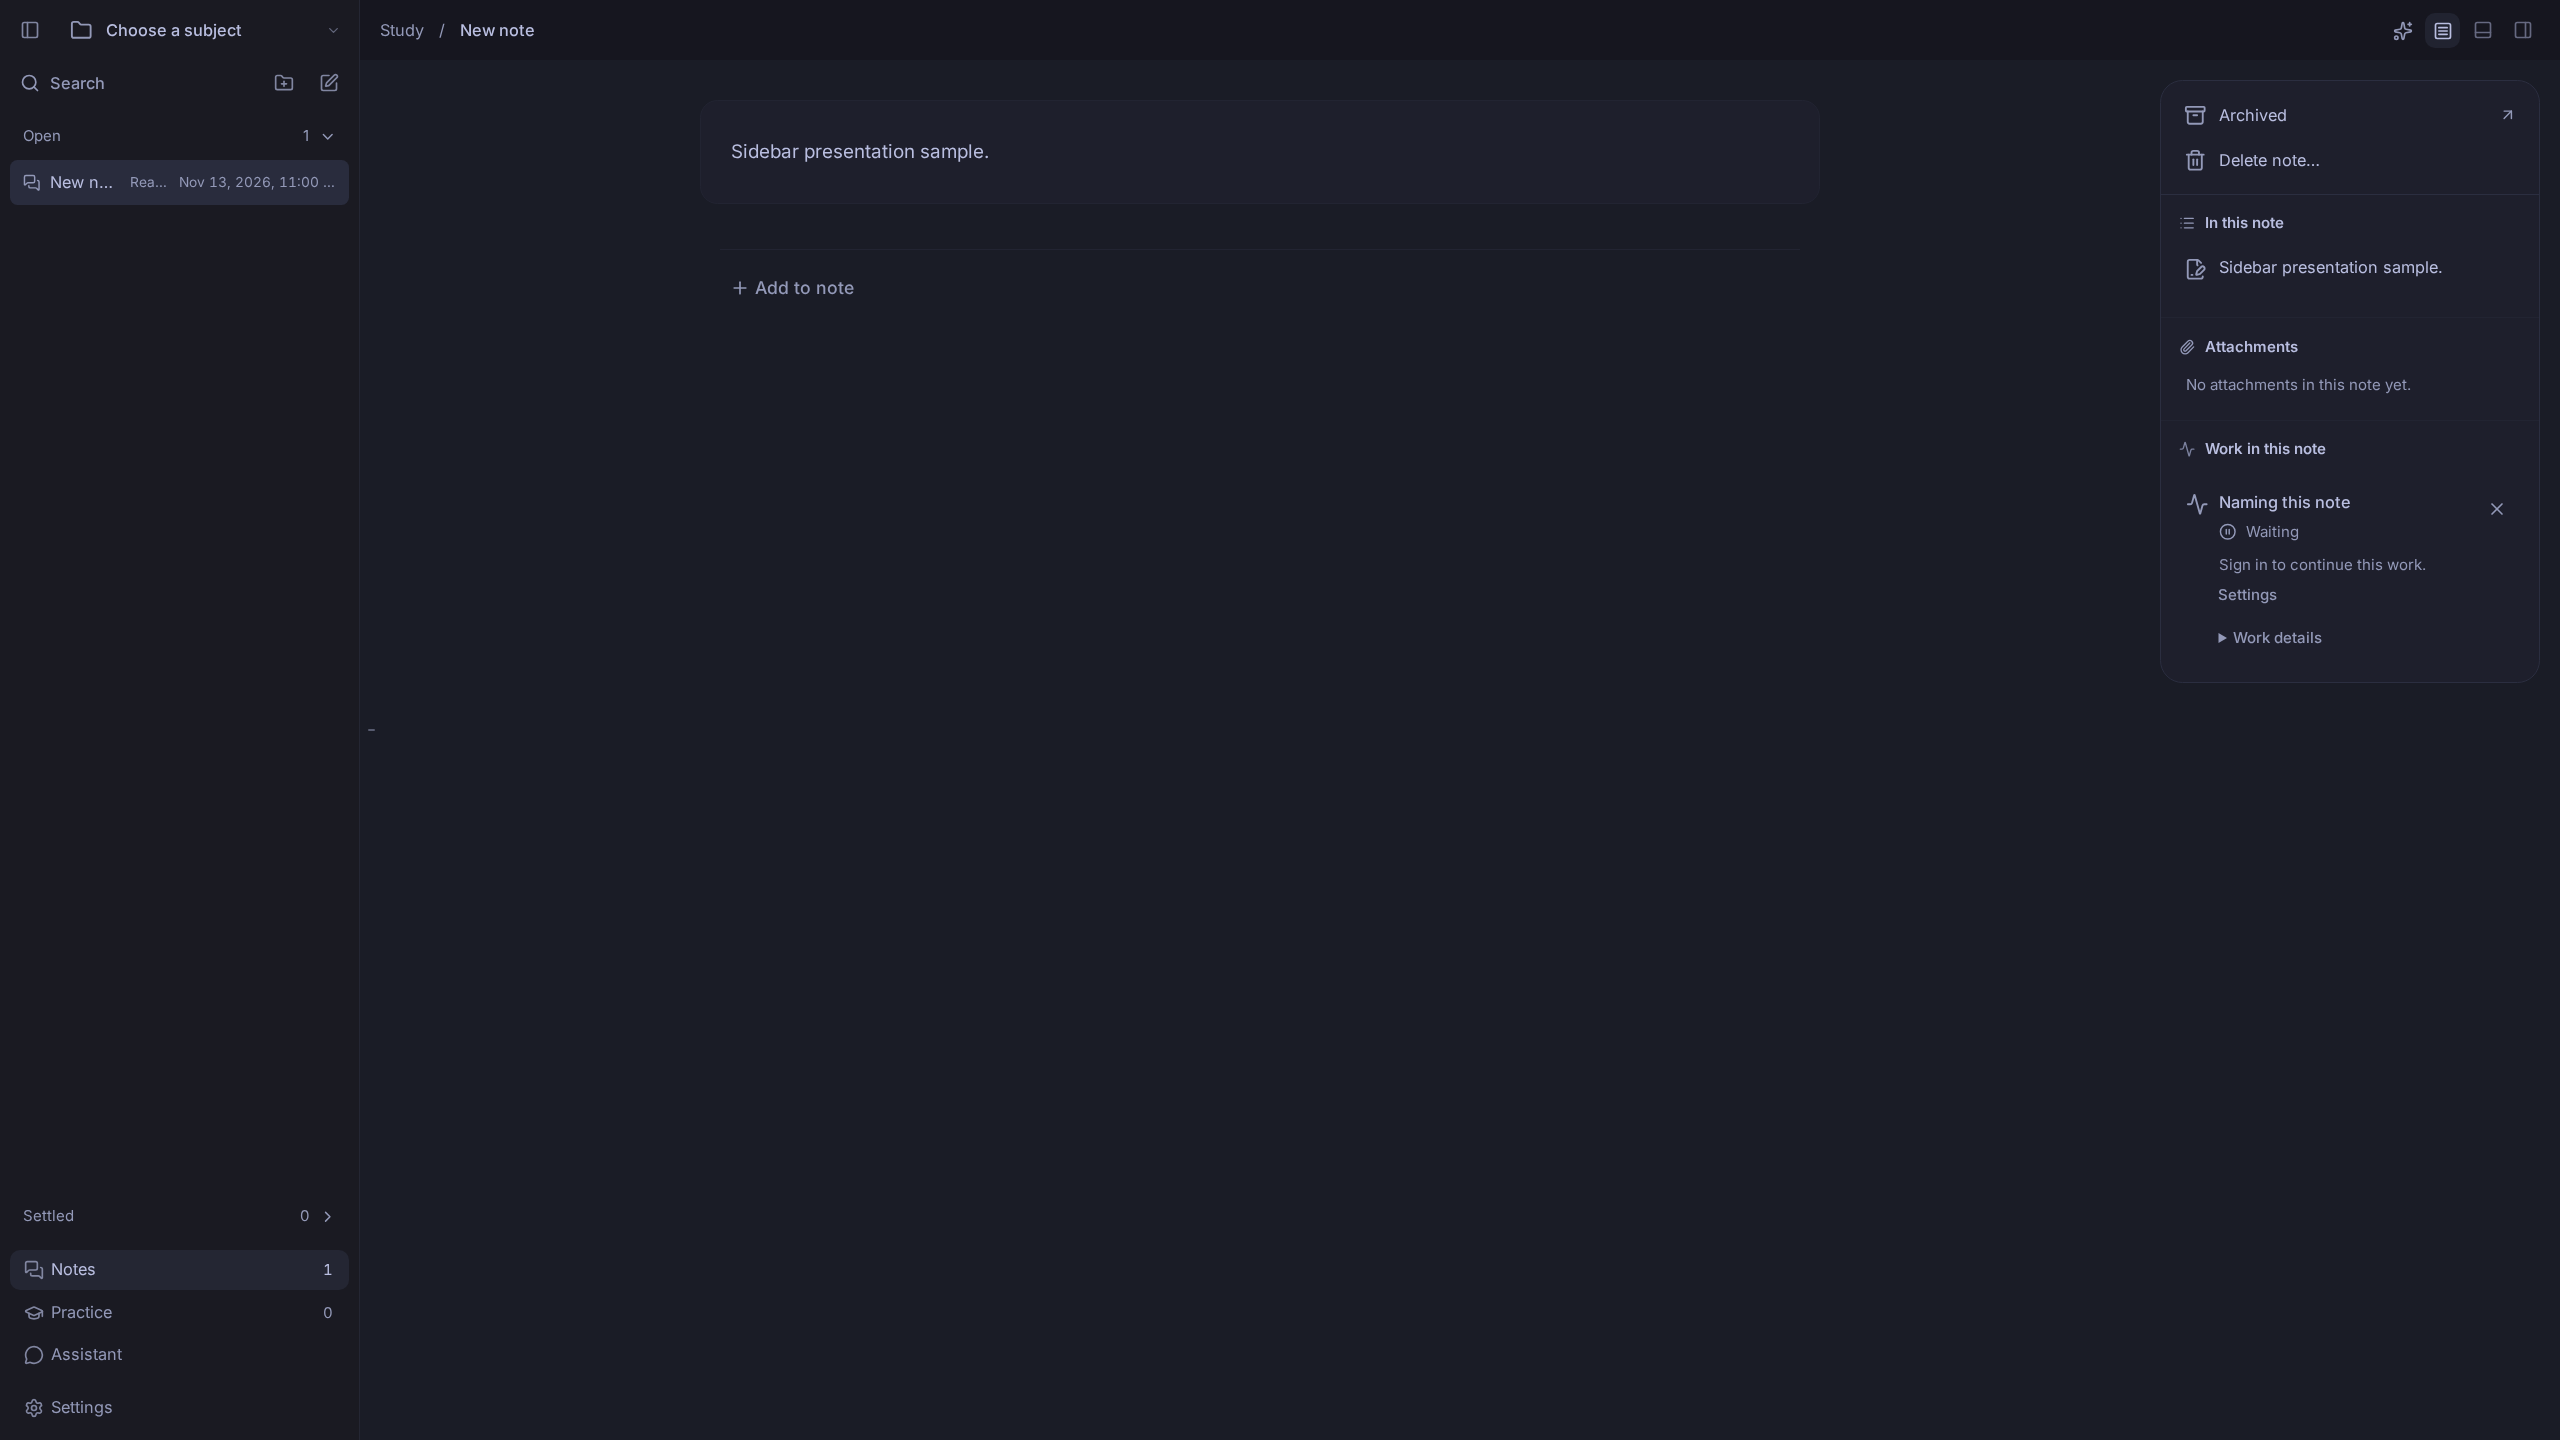 Choose a subject
Study / New note
Search
Open 1
New n... Rea... Nov 13, 2026, 11:00 ...
Sidebar presentation sample.
Add to note
Archived
Delete note...
In this note
Sidebar presentation sample.
Attachments
No attachments in this note yet.
Work in this note
Naming this note
Waiting
Sign in to continue this work.
Settings
Work details
Settled 0
Notes 1
Practice 0
Assistant
Settings